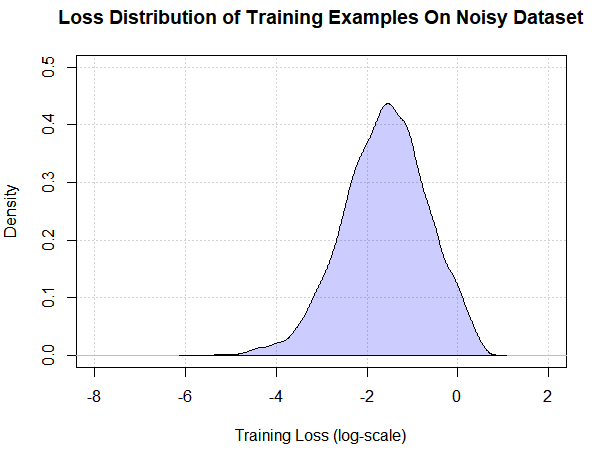 Loss Distribution of Training Examples On Noisy Dataset
Density
0.5
0.4
0.3
0.2
0.1
0.0
-8 -6 -4 -2 0 2
Training Loss (log-scale)